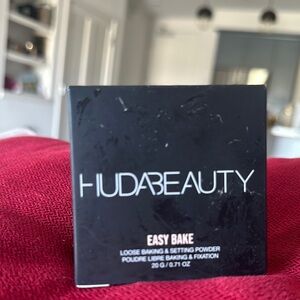 HUDABEAUTY
EASY BAKE
LOOSE BAKING & SETTING POWDER
POUDRE LIBRE BAKING & FIXATION
20 G / 0.71 OZ